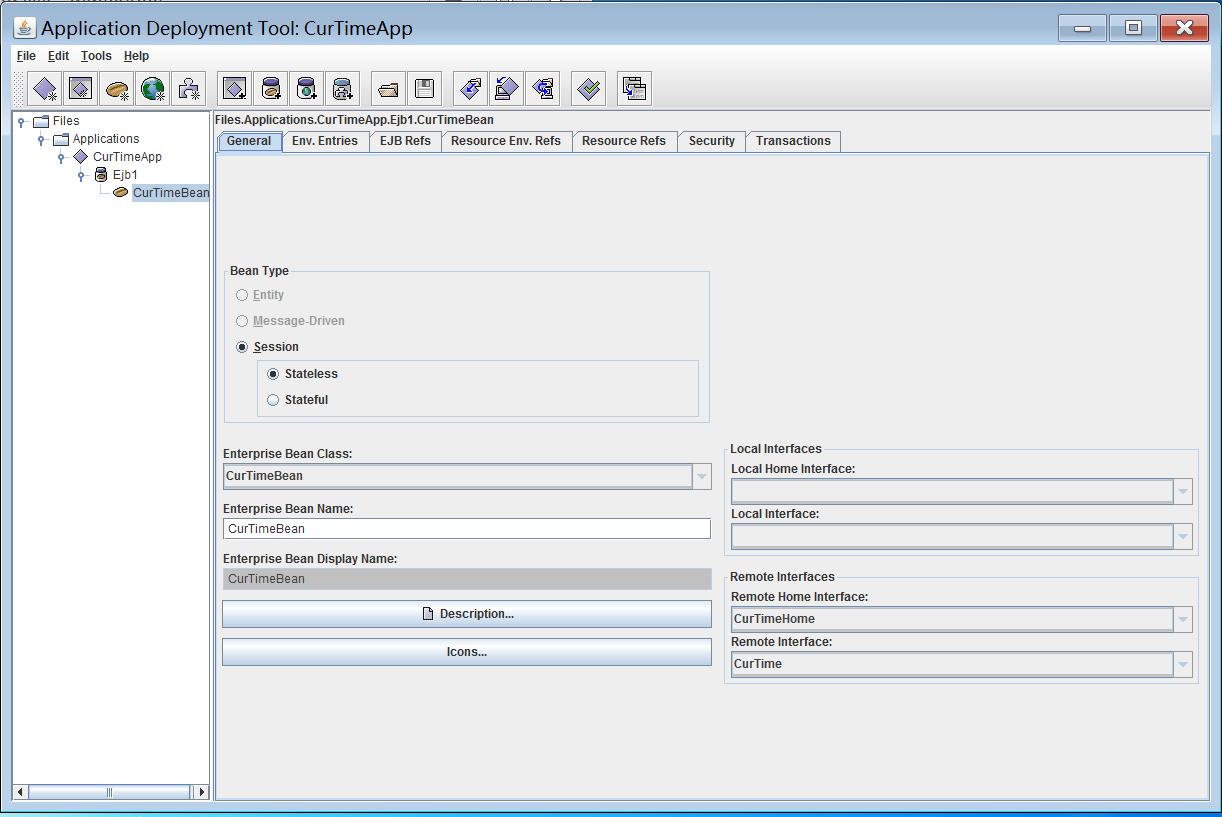 Application Deployment Tool: CurTimeApp
File Edit Tools Help
Files
Applications
CurTimeApp
Ejb1
CurTimeBean
Files.Applications.CurTimeApp.Ejb1.CurTimeBean
General Env. Entries EJB Refs Resource Env. Refs Resource Refs Security Transactions
Bean Type
Entity
Message-Driven
Session
Stateless
Stateful
Enterprise Bean Class:
CurTimeBean
Enterprise Bean Name:
CurTimeBean
Enterprise Bean Display Name:
CurTimeBean
Description...
Icons...
Local Interfaces
Local Home Interface:
Local Interface:
Remote Interfaces
Remote Home Interface:
CurTimeHome
Remote Interface:
CurTime